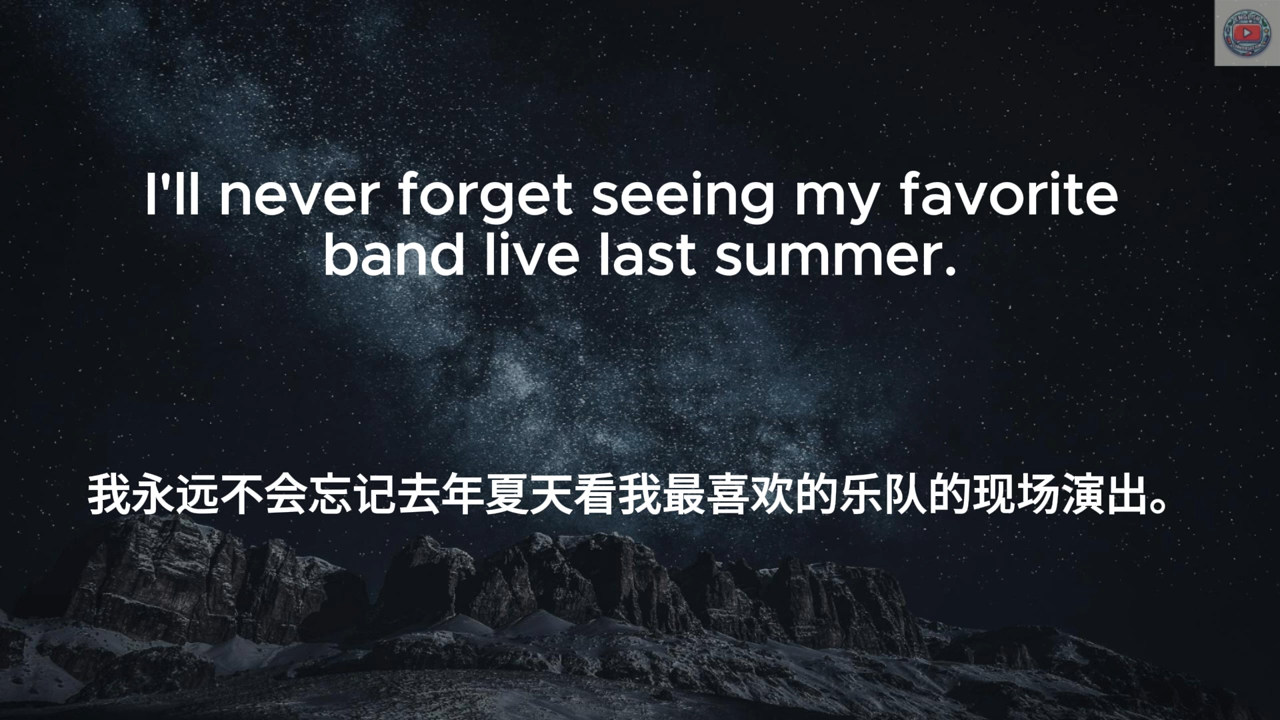 I'll never forget seeing my favorite
band live last summer.
我永远不会忘记去年夏天看我最喜欢的乐队的现场演出。